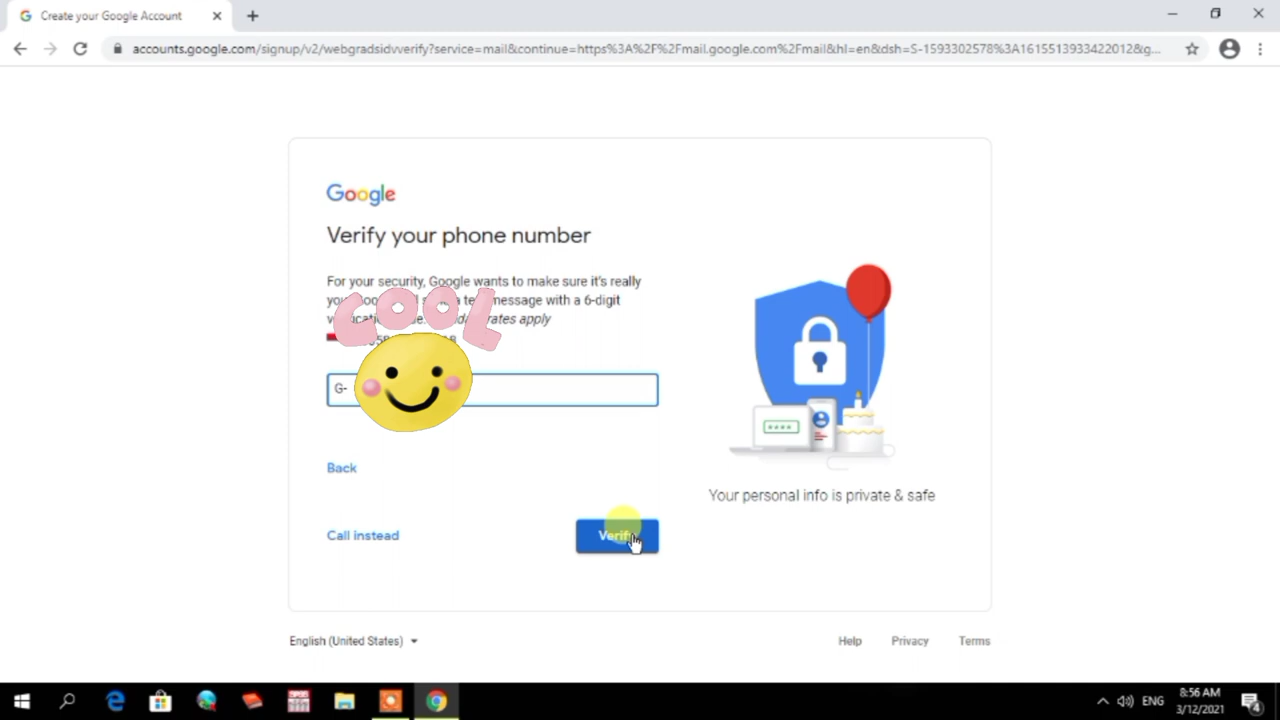 Create your Google Account
accounts.google.com/signup/v2/webgradsidvverify?service=mail&continue=https%3A%2F%2Fmail.google.com%2Fmail&hl=en&dsh=S-1593302578%3A1615513933422012&g...
Google
Verify your phone number
For your security, Google wants to make sure it's really
message with a 6-digit
rates apply
COOL
G-
Back
Call instead
Verify
Your personal info is private & safe
English (United States)
Help Privacy Terms
ENG
8:56 AM
3/12/2021
4